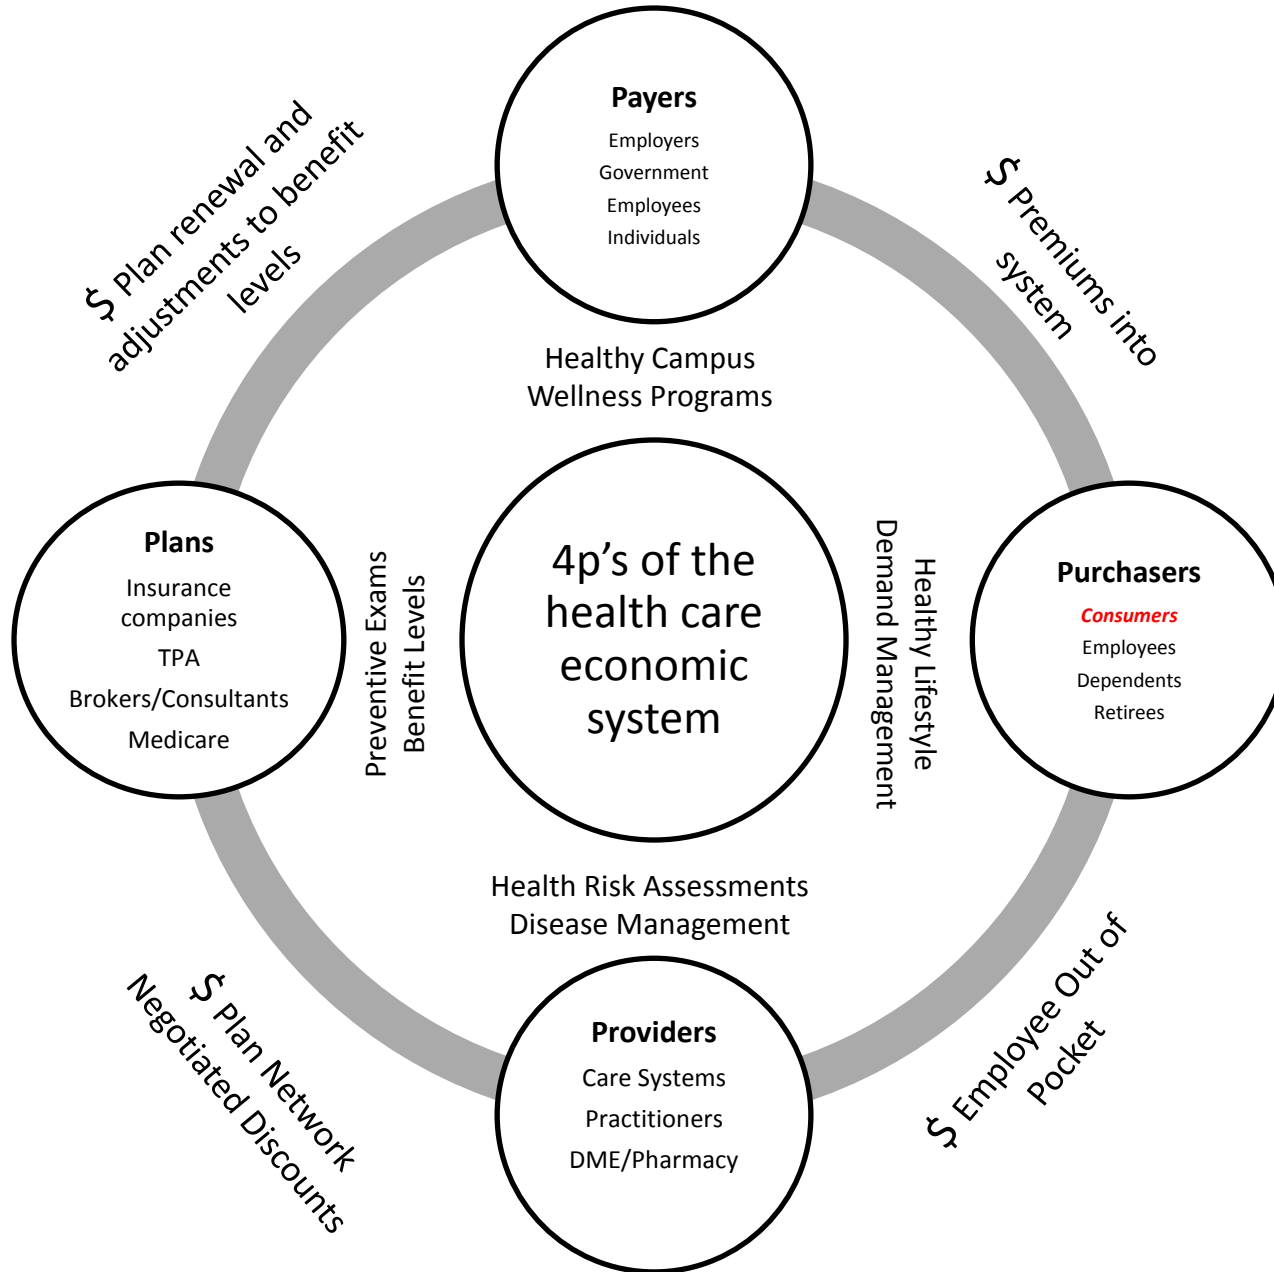 Payers
Employers
Government
Employees
Individuals
$ Plan renewal and
adjustments to benefit
levels
$ Premiums into
system
Healthy Campus
Wellness Programs
Plans
Insurance
companies
TPA
Brokers/Consultants
Medicare
Preventive Exams
Benefit Levels
4p’s of the
health care
economic
system
Healthy Lifestyle
Demand Management
Purchasers
Consumers
Employees
Dependents
Retirees
Health Risk Assessments
Disease Management
$ Plan Network
Negotiated Discounts
Providers
Care Systems
Practitioners
DME/Pharmacy
$ Employee Out of
Pocket